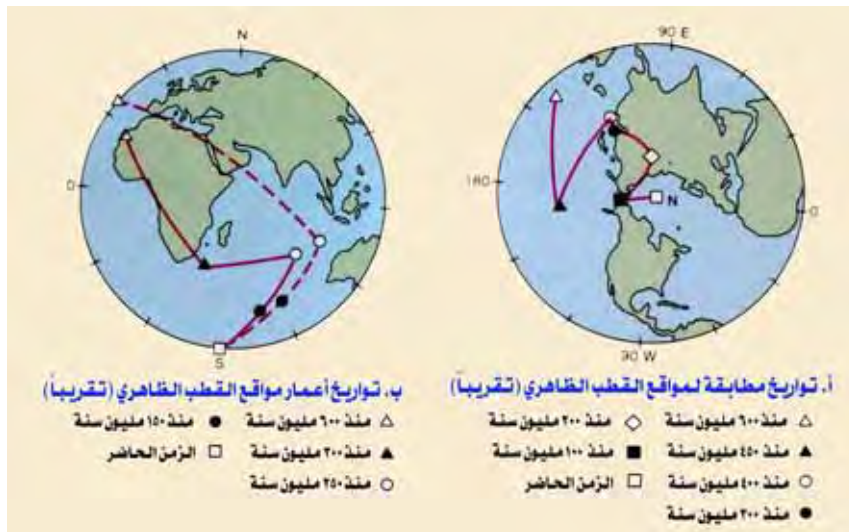 90 E
180
N
0
90 W
أ. تواريخ مطابقة لمواقع القطب الظاهري (تقريباً)
△ منذ ٦٠٠ مليون سنة ◇ منذ ٢٠٠ مليون سنة
▲ منذ ٤٥٠ مليون سنة ■ منذ ١٠٠ مليون سنة
○ منذ ٤٠٠ مليون سنة □ الزمن الحاضر
● منذ ٣٠٠ مليون سنة
N
0
S
ب. تواريخ أعمار مواقع القطب الظاهري (تقريباً)
△ منذ ٦٠٠ مليون سنة ● منذ ١٥٠ مليون سنة
▲ منذ ٣٠٠ مليون سنة □ الزمن الحاضر
○ منذ ٢٥٠ مليون سنة